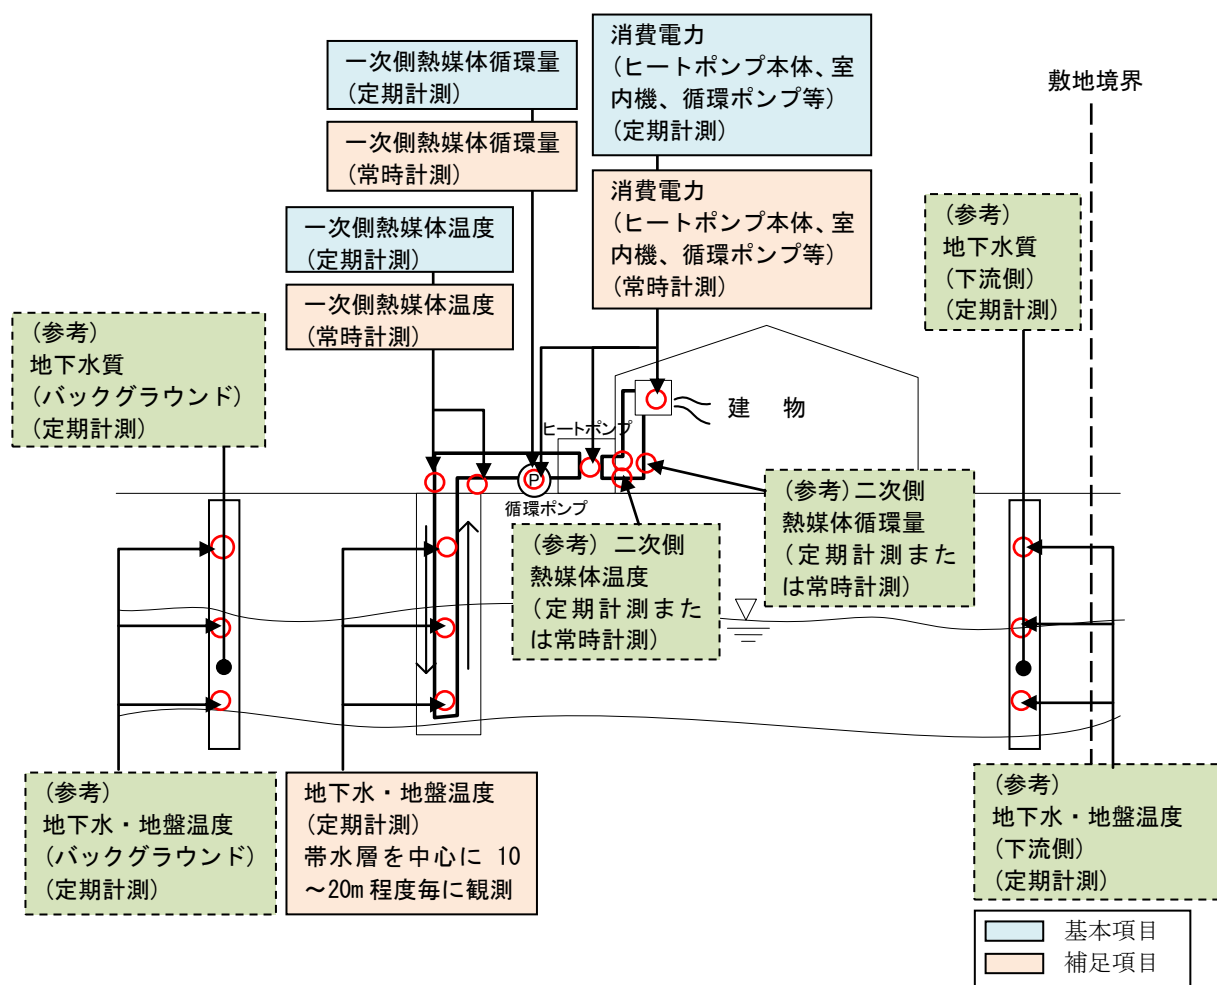 一次側熱媒体循環量
(定期計測)
一次側熱媒体循環量
(常時計測)
消費電力
(ヒートポンプ本体、室
内機、循環ポンプ等)
(定期計測)
消費電力
(ヒートポンプ本体、室
内機、循環ポンプ等)
(常時計測)
敷地境界
一次側熱媒体温度
(定期計測)
一次側熱媒体温度
(常時計測)
(参考)
地下水質
(下流側)
(定期計測)
(参考)
地下水質
(バックグラウンド)
(定期計測)
建 物
ヒートポンプ
P
循環ポンプ
(参考) 二次側
熱媒体温度
(定期計測また
は常時計測)
(参考)二次側
熱媒体循環量
(定期計測また
は常時計測)
(参考)
地下水・地盤温度
(バックグラウンド)
(定期計測)
地下水・地盤温度
(定期計測)
帯水層を中心に 10
～20m程度毎に観測
(参考)
地下水・地盤温度
(下流側)
(定期計測)
基本項目
補足項目